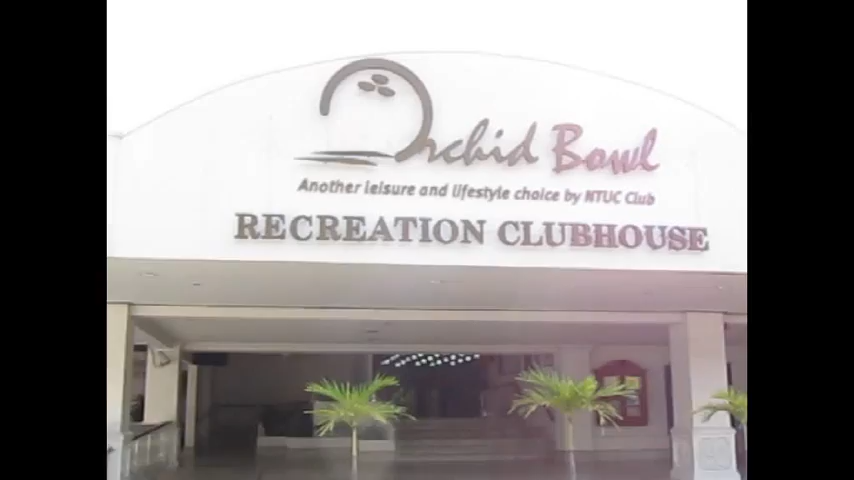 Orchid Bowl
Another leisure and lifestyle choice by NTUC Club
RECREATION CLUBHOUSE